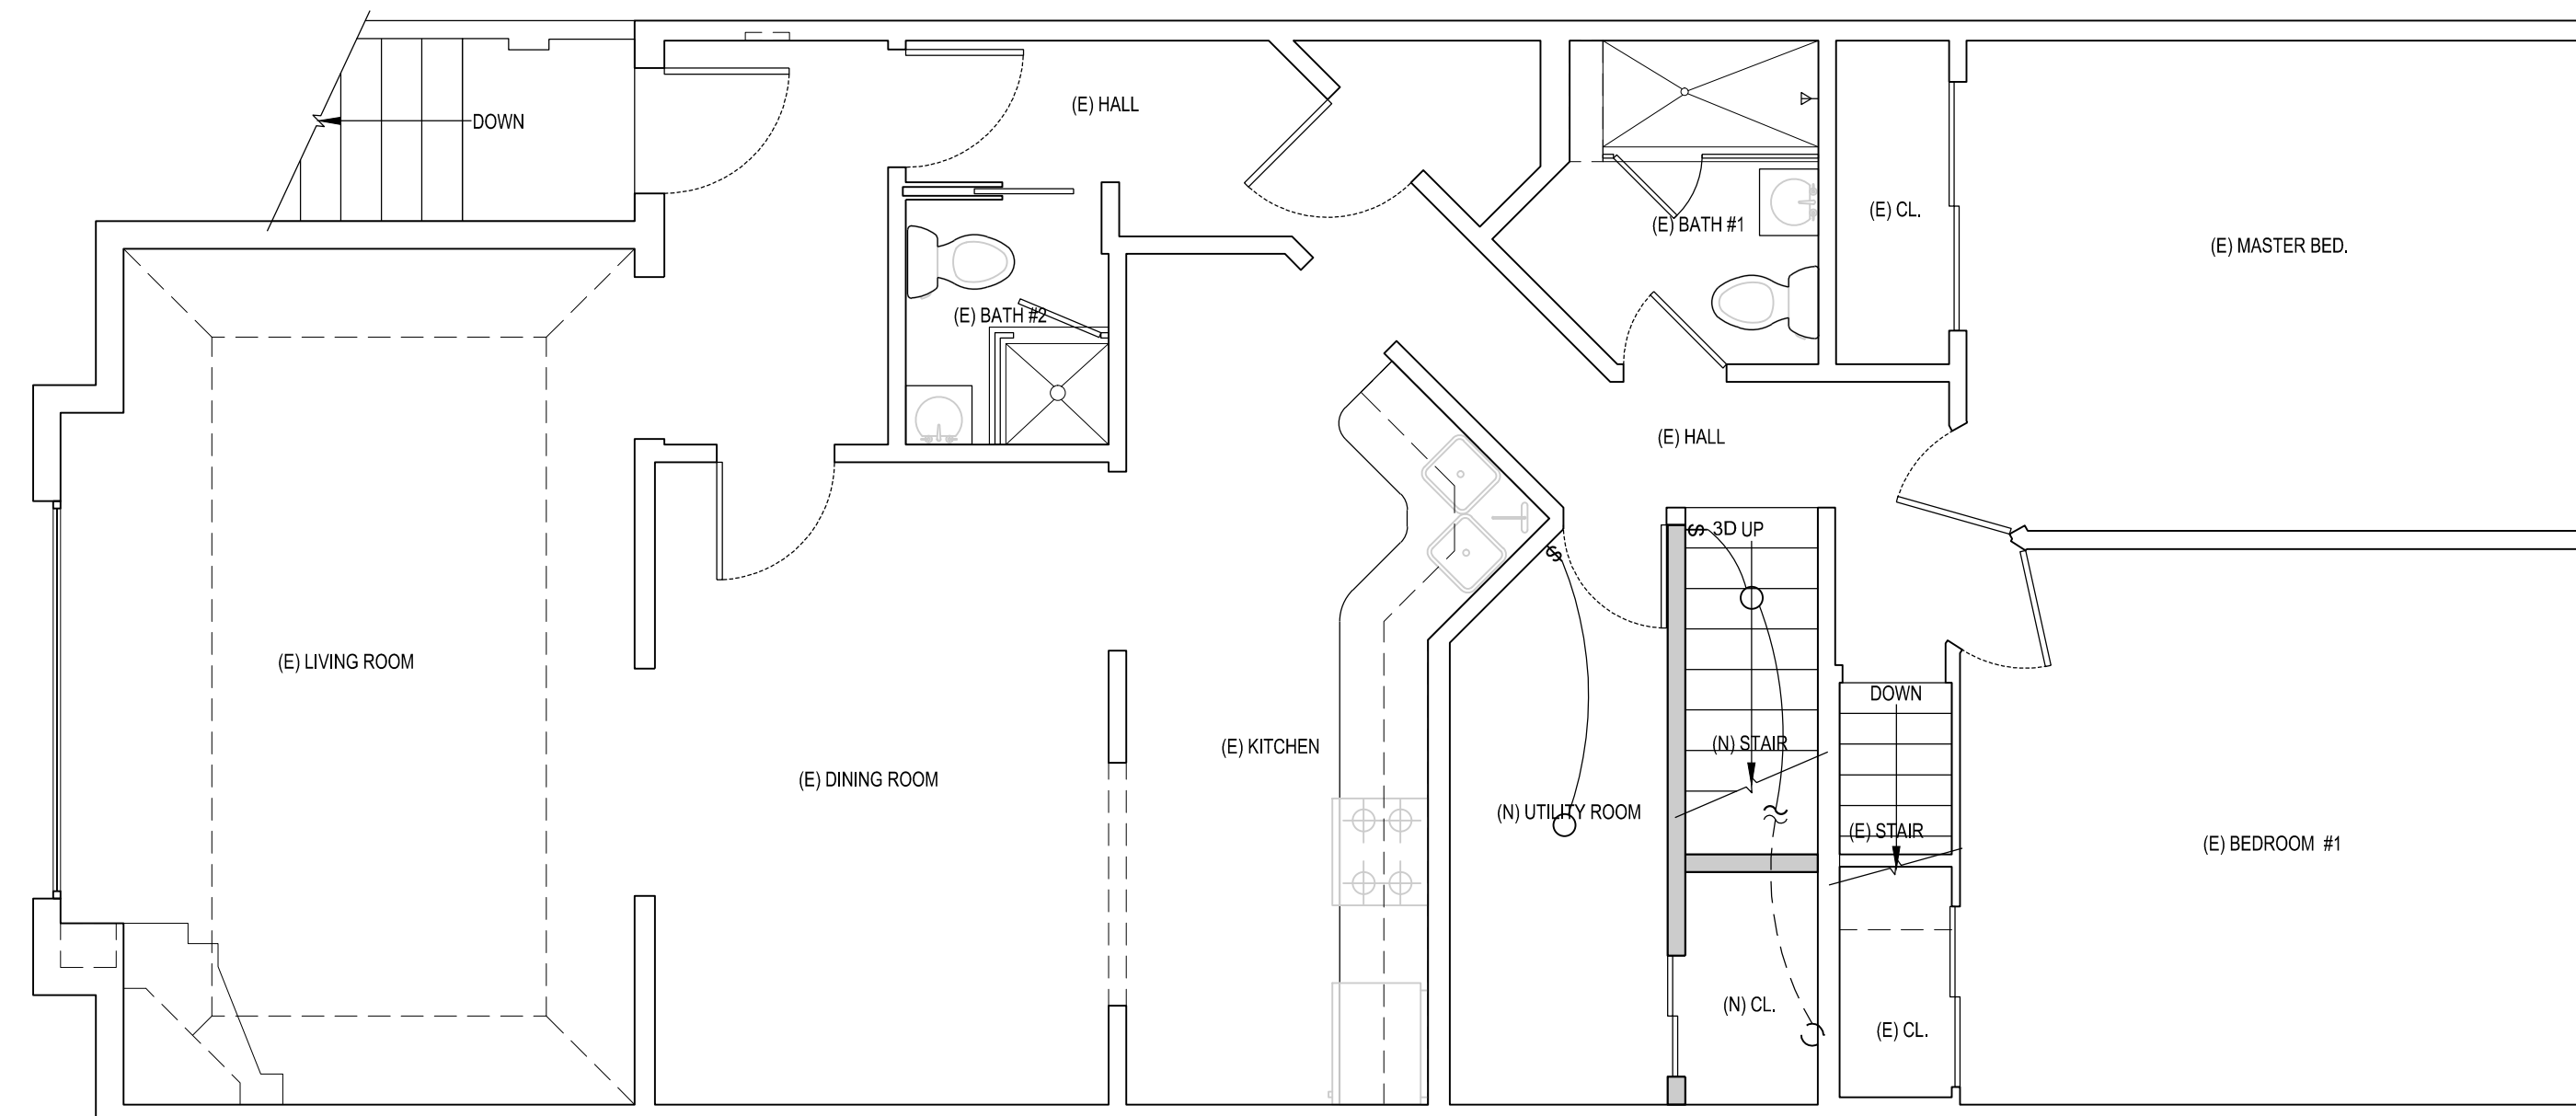 DOWN
(E) HALL
(E) BATH #1
(E) CL.
(E) MASTER BED.
(E) BATH #2
(E) HALL
$ 3D UP
$
(E) LIVING ROOM
DOWN
(N) STAIR
(E) KITCHEN
(E) DINING ROOM
(N) UTILITY ROOM
(E) STAIR
(E) BEDROOM #1
(N) CL.
(E) CL.